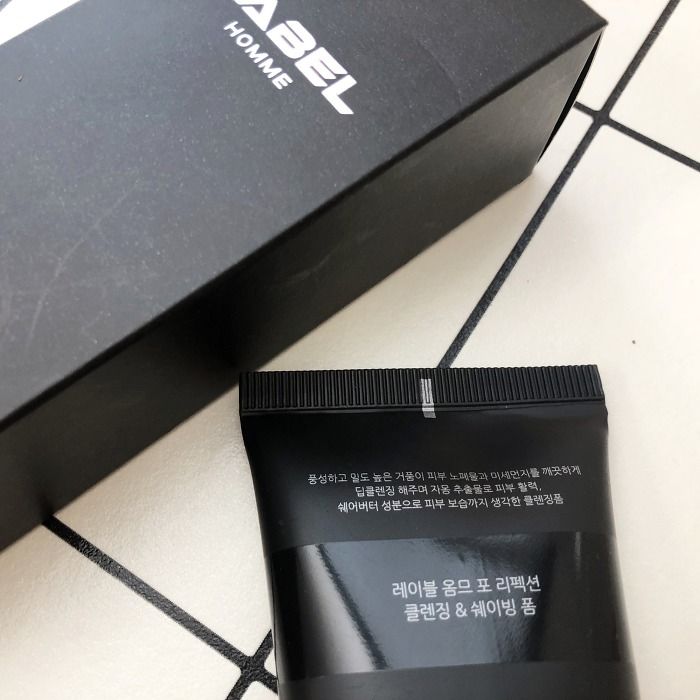 ABEL
HOMME
풍성하고 밀도 높은 거품이 피부 노폐물과 미세먼지를 깨끗하게
딥클렌징 해주며 자몽 추출물로 피부 활력,
쉐어버터 성분으로 피부 보습까지 생각한 클렌징폼
레이블 옴므 포 리펙션
클렌징 & 쉐이빙 폼